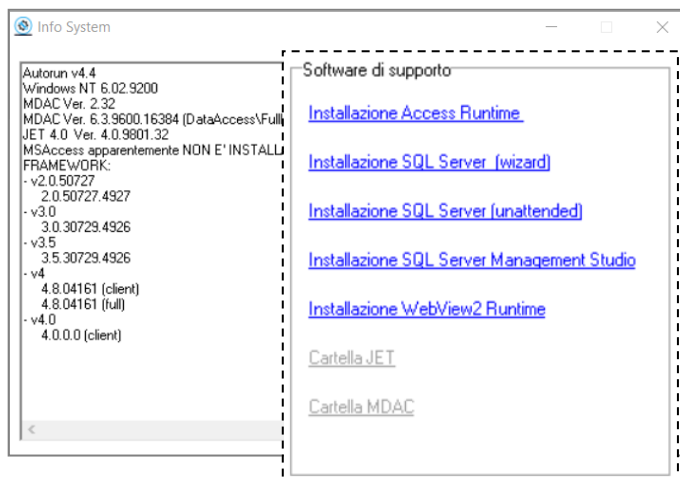 Info System
Autorun v4.4
Windows NT 6.02.9200
MDAC Ver. 2.32
MDAC Ver. 6.3.9600.16384 (DataAccess\Full
JET 4.0 Ver. 4.0.9801.32
MSAccess apparentemente NON E' INSTALL
FRAMEWORK:
- v2.0.50727
2.0.50727.4927
- v3.0
3.0.30729.4926
- v3.5
3.5.30729.4926
- v4
4.8.04161 (client)
4.8.04161 (full)
- v4.0
4.0.0.0 (client)
Software di supporto
Installazione Access Runtime
Installazione SQL Server (wizard)
Installazione SQL Server (unattended)
Installazione SQL Server Management Studio
Installazione WebView2 Runtime
Cartella JET
Cartella MDAC